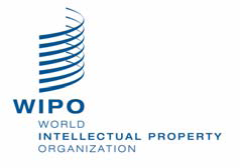 WIPO
WORLD
INTELLECTUAL PROPERTY
ORGANIZATION